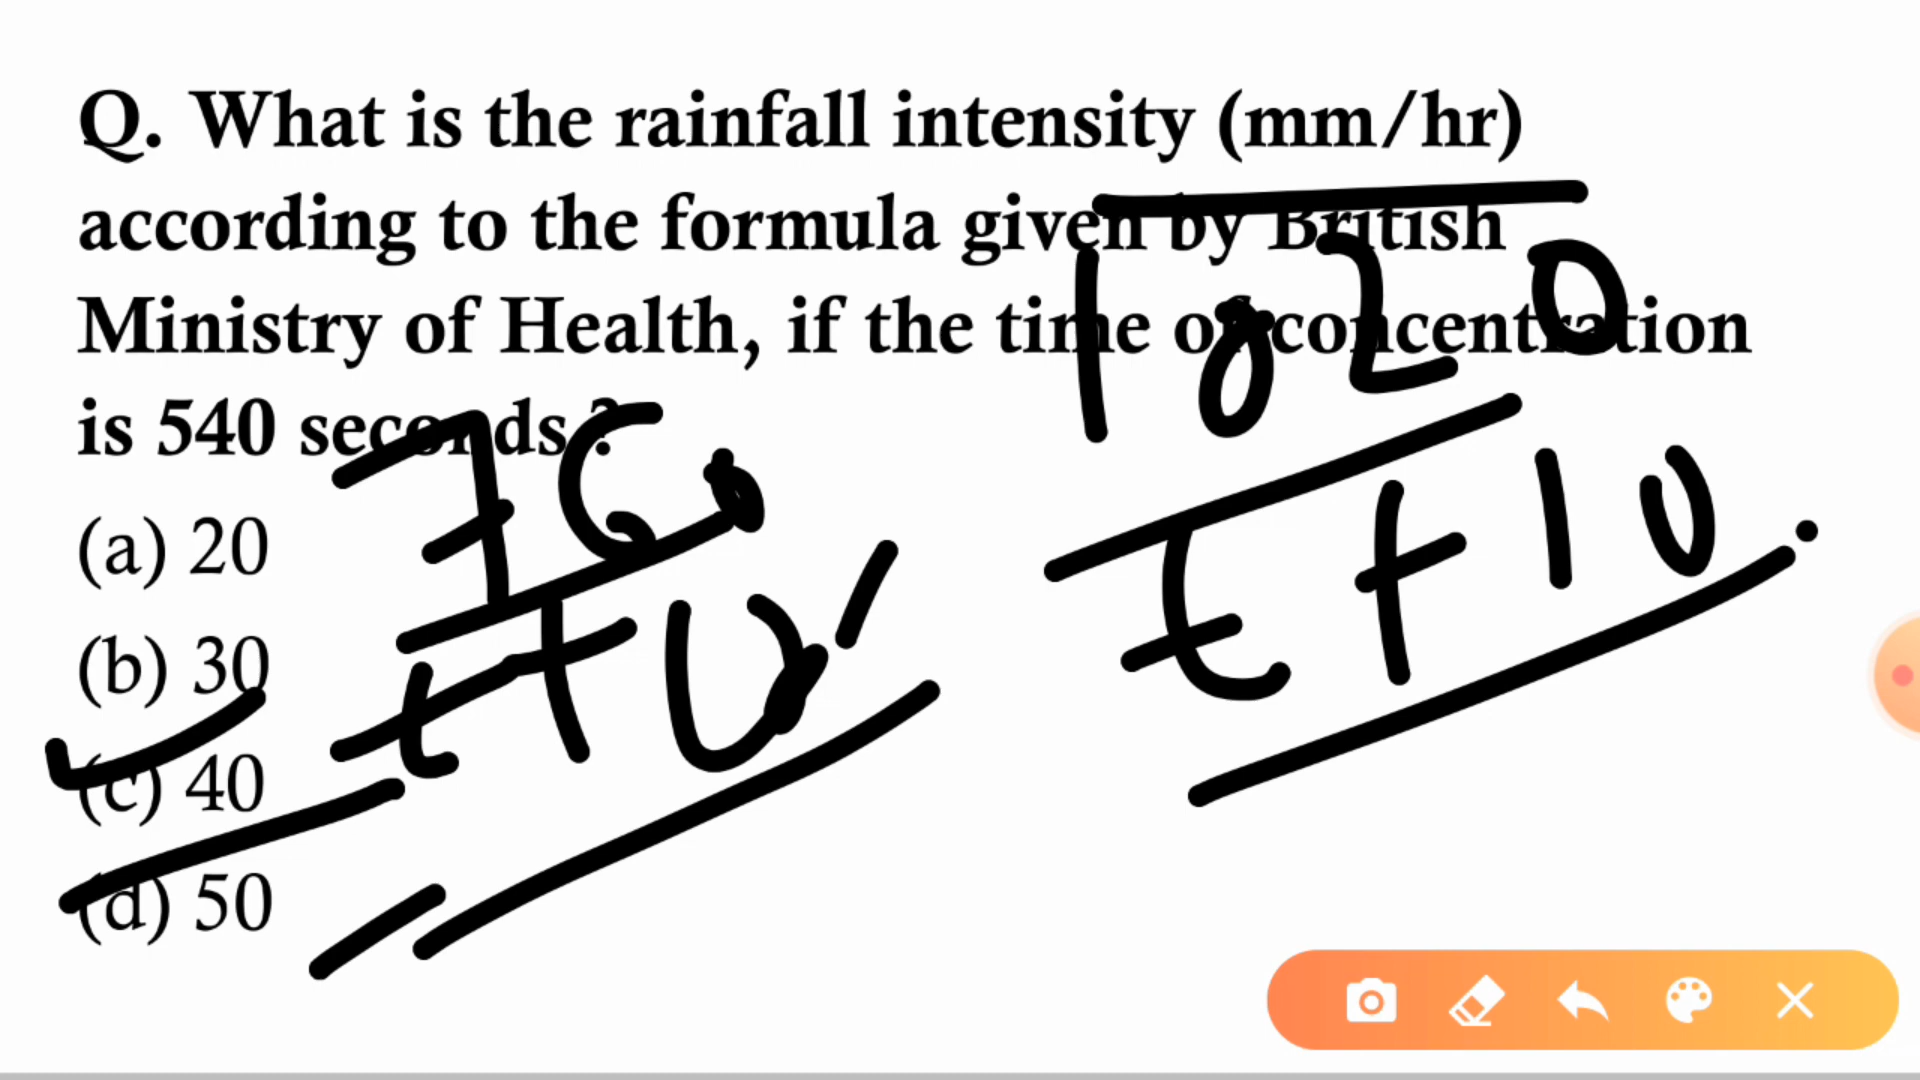 Q. What is the rainfall intensity (mm/hr)
according to the formula given by British
Ministry of Health, if the time of concentration
is 540 seconds ?
(a) 20
(b) 30
(c) 40
(d) 50
760
t + 10
1020
t + 10